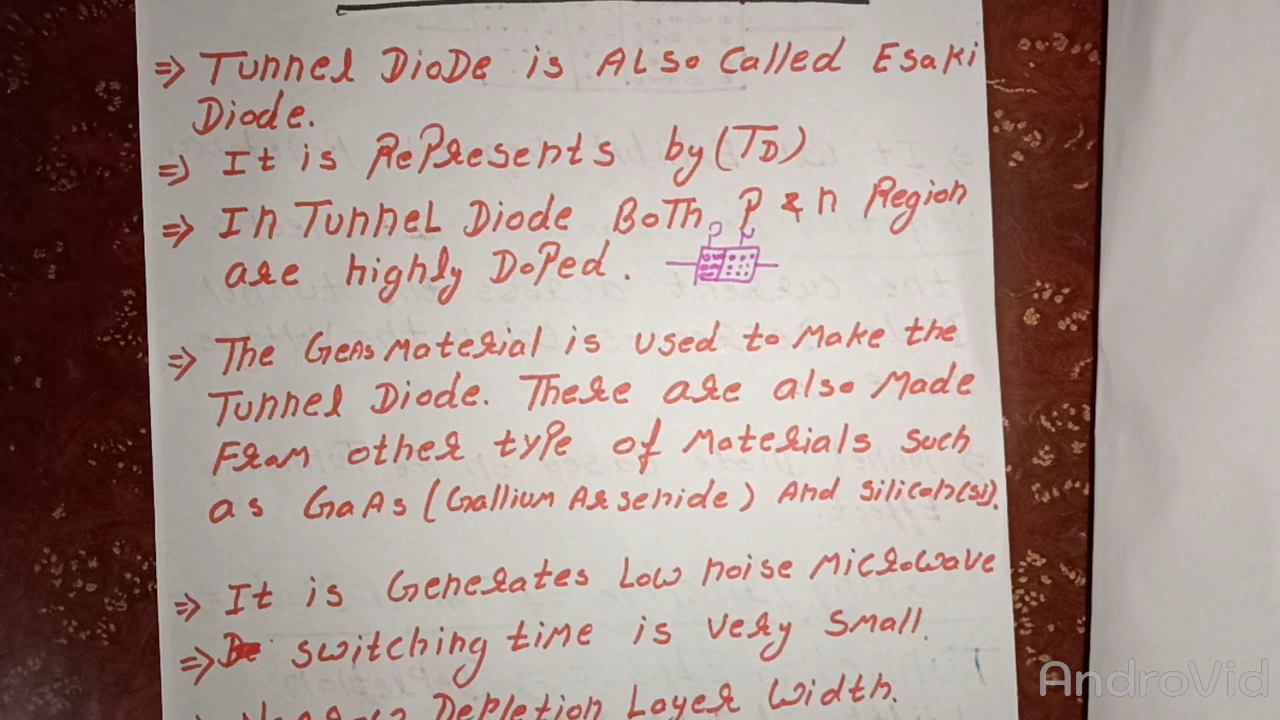 ⇒ Tunnel Diode is Also Called Esaki
Diode.
⇒ It is Represents by (TD)
⇒ In Tunnel Diode Both P & n Region
are highly Doped.
⇒ The GeAs Material is used to Make the
Tunnel Diode. There are also Made
From other type of Materials Such
as GaAs (Gallium Arsenide) And Silicon(si).
⇒ It is Generates Low noise Microwave
⇒ switching time is very Small.
Depletion Layer Width.
AndroVid